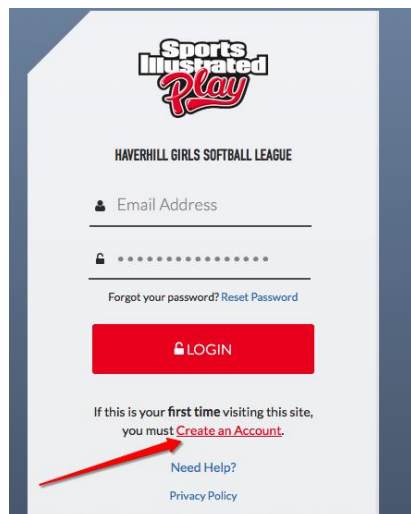 Sports
Illustrated
Play
HAVERHILL GIRLS SOFTBALL LEAGUE
Email Address
Forgot your password? Reset Password
LOGIN
If this is your first time visiting this site,
you must Create an Account.
Need Help?
Privacy Policy